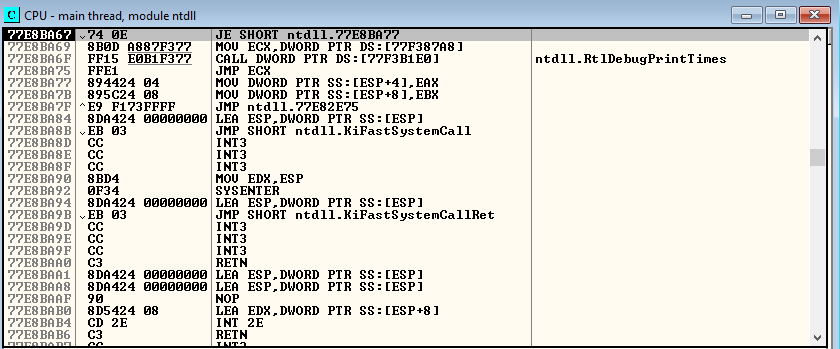 C CPU - main thread, module ntdll
77E8BA67 74 0E JE SHORT ntdll.77E8BA77
77E8BA69 8B0D A887F377 MOV ECX,DWORD PTR DS:[77F387A8]
77E8BA6F FF15 E0B1F377 CALL DWORD PTR DS:[77F3B1E0] ntdll.RtlDebugPrintTimes
77E8BA75 FFE1 JMP ECX
77E8BA77 894424 04 MOV DWORD PTR SS:[ESP+4],EAX
77E8BA7B 895C24 08 MOV DWORD PTR SS:[ESP+8],EBX
77E8BA7F ^E9 F173FFFF JMP ntdll.77E82E75
77E8BA84 8DA424 00000000 LEA ESP,DWORD PTR SS:[ESP]
77E8BA8B EB 03 JMP SHORT ntdll.KiFastSystemCall
77E8BA8D CC INT3
77E8BA8E CC INT3
77E8BA8F CC INT3
77E8BA90 8BD4 MOV EDX,ESP
77E8BA92 0F34 SYSENTER
77E8BA94 8DA424 00000000 LEA ESP,DWORD PTR SS:[ESP]
77E8BA9B EB 03 JMP SHORT ntdll.KiFastSystemCallRet
77E8BA9D CC INT3
77E8BA9E CC INT3
77E8BA9F CC INT3
77E8BAA0 C3 RETN
77E8BAA1 8DA424 00000000 LEA ESP,DWORD PTR SS:[ESP]
77E8BAA8 8DA424 00000000 LEA ESP,DWORD PTR SS:[ESP]
77E8BAAF 90 NOP
77E8BAB0 8D5424 08 LEA EDX,DWORD PTR SS:[ESP+8]
77E8BAB4 CD 2E INT 2E
77E8BAB6 C3 RETN
77E8BAB7 CC INT3